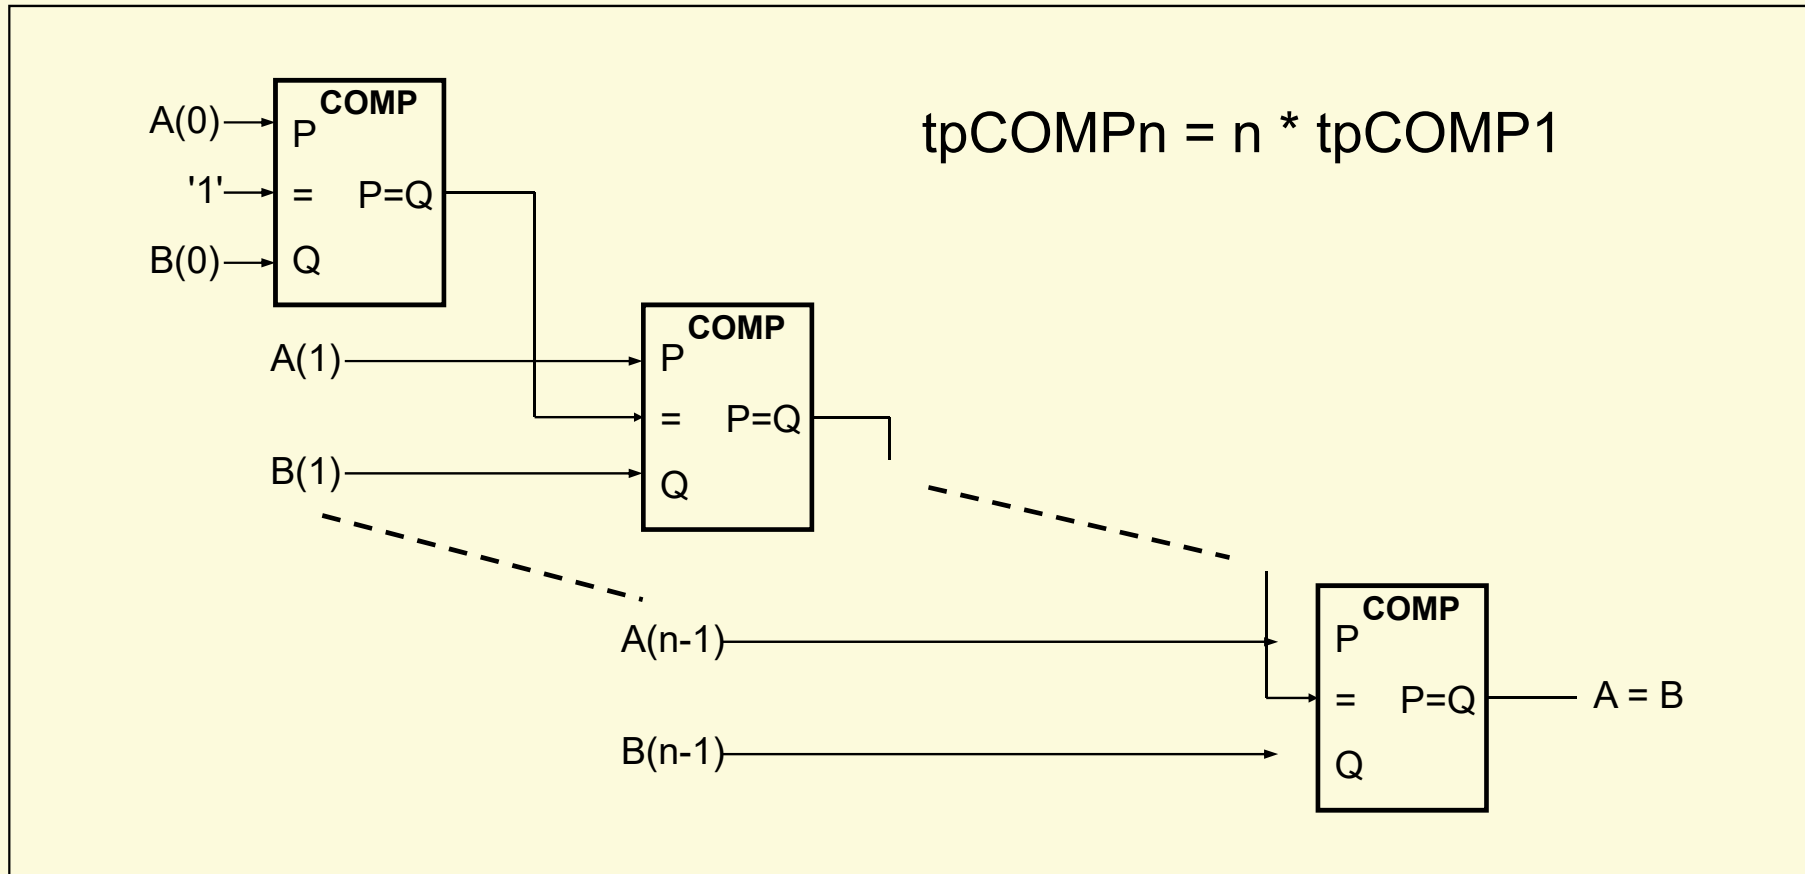 COMP
A(0)
P
tpCOMPn = n * tpCOMP1
'1'
=
P=Q
B(0)
Q
COMP
A(1)
P
=
P=Q
B(1)
Q
COMP
A(n-1)
P
=
P=Q
A = B
B(n-1)
Q